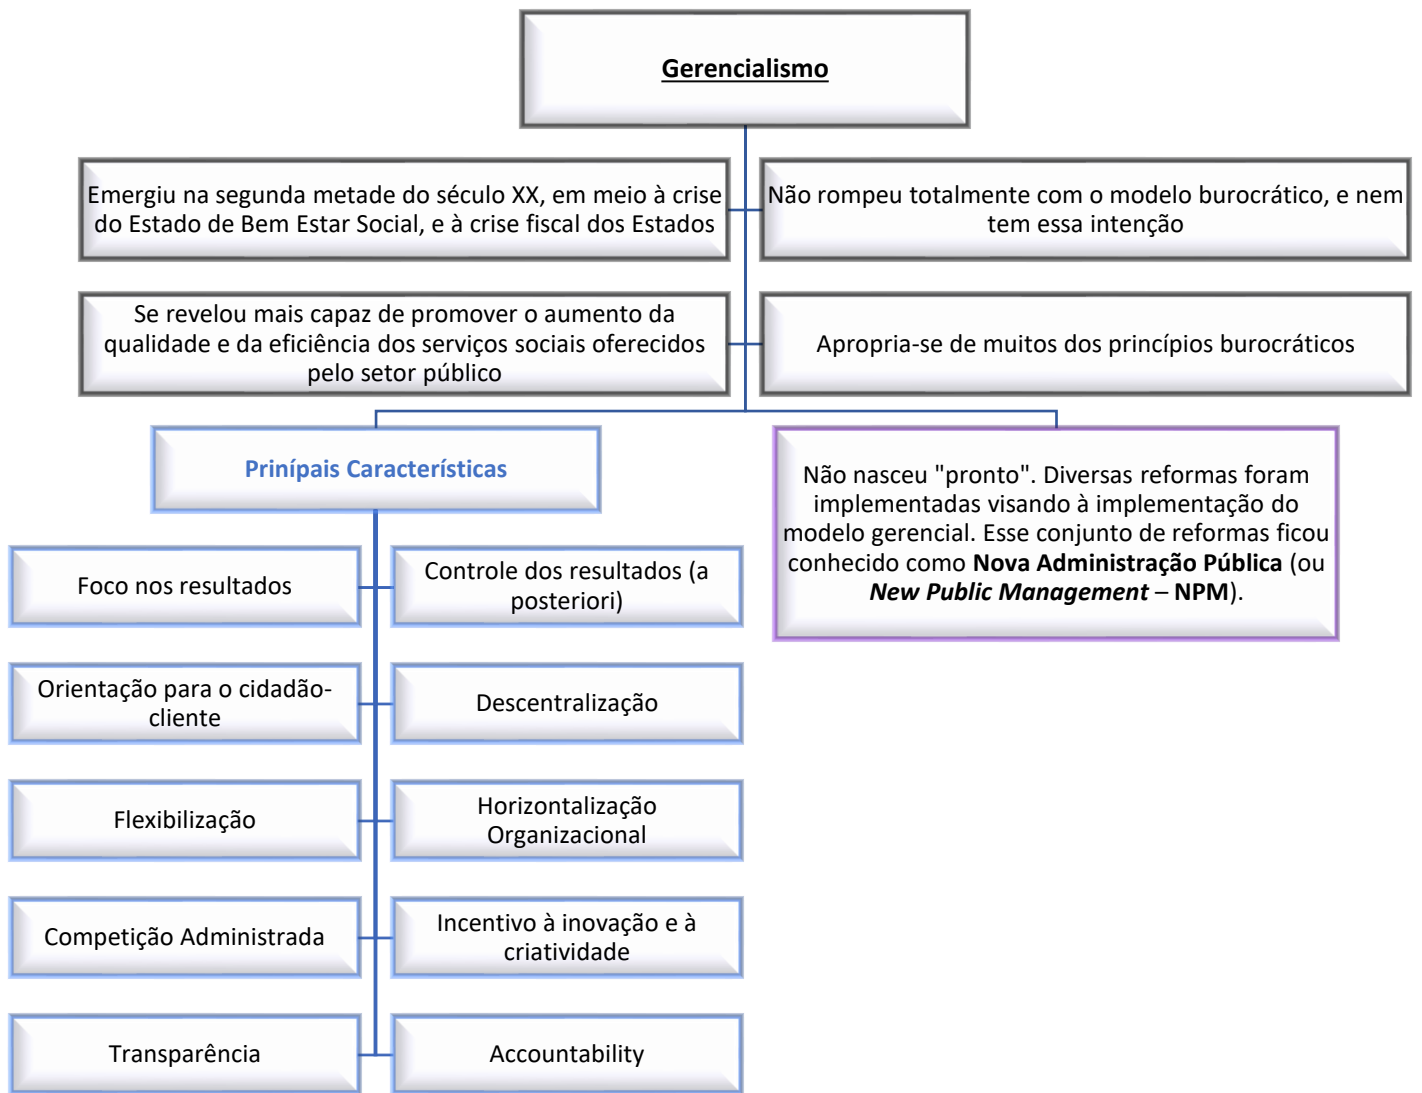 Gerencialismo
Emergiu na segunda metade do século XX, em meio à crise
do Estado de Bem Estar Social, e à crise fiscal dos Estados
Não rompeu totalmente com o modelo burocrático, e nem
tem essa intenção
Se revelou mais capaz de promover o aumento da
qualidade e da eficiência dos serviços sociais oferecidos
pelo setor público
Apropria-se de muitos dos princípios burocráticos
Prinípais Características
Não nasceu "pronto". Diversas reformas foram
implementadas visando à implementação do
modelo gerencial. Esse conjunto de reformas ficou
conhecido como Nova Administração Pública (ou
New Public Management – NPM).
Foco nos resultados
Controle dos resultados (a
posteriori)
Orientação para o cidadão-
cliente
Descentralização
Flexibilização
Horizontalização
Organizacional
Competição Administrada
Incentivo à inovação e à
criatividade
Transparência
Accountability